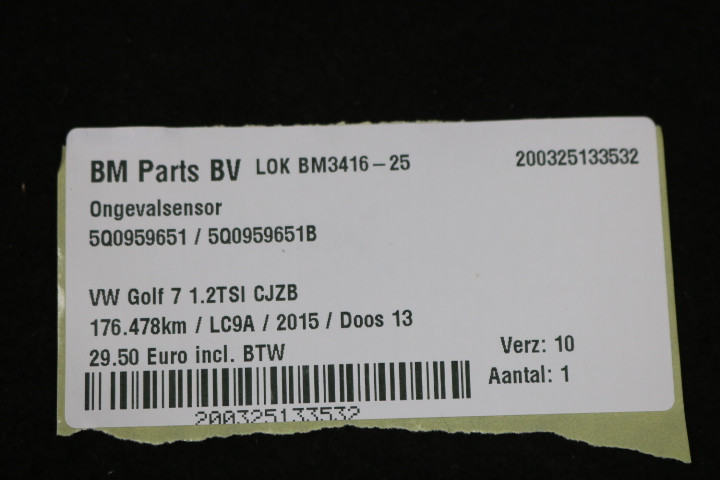 BM Parts BV LOK BM3416-25 200325133532
Ongevalsensor
5Q0959651 / 5Q0959651B
VW Golf 7 1.2TSI CJZB
176.478km / LC9A / 2015 / Doos 13
29.50 Euro incl. BTW Verz: 10
Aantal: 1
200325133532